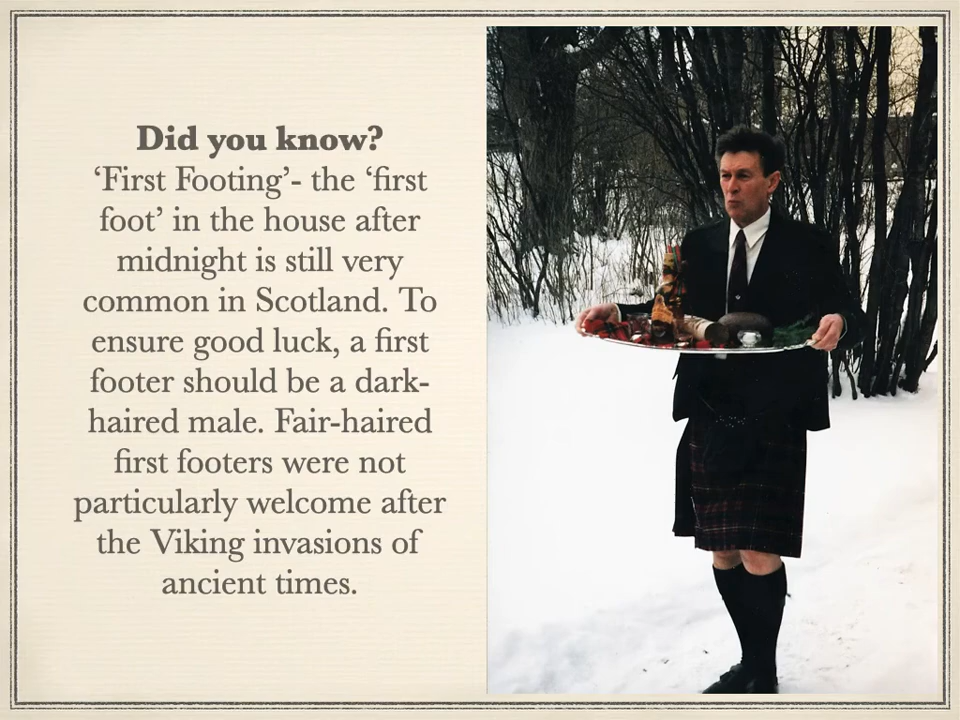 Did you know?
‘First Footing’- the ‘first
foot’ in the house after
midnight is still very
common in Scotland. To
ensure good luck, a first
footer should be a dark-
haired male. Fair-haired
first footers were not
particularly welcome after
the Viking invasions of
ancient times.